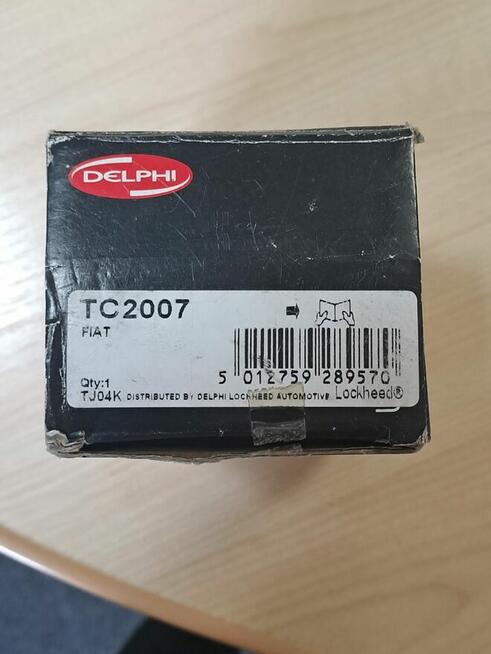 DELPHI
TC2007
FIAT
5 012759 289570
Qty:1
TJ04K DISTRIBUTED BY DELPHI LOCKHEED AUTOMOTIVE Lockheed®